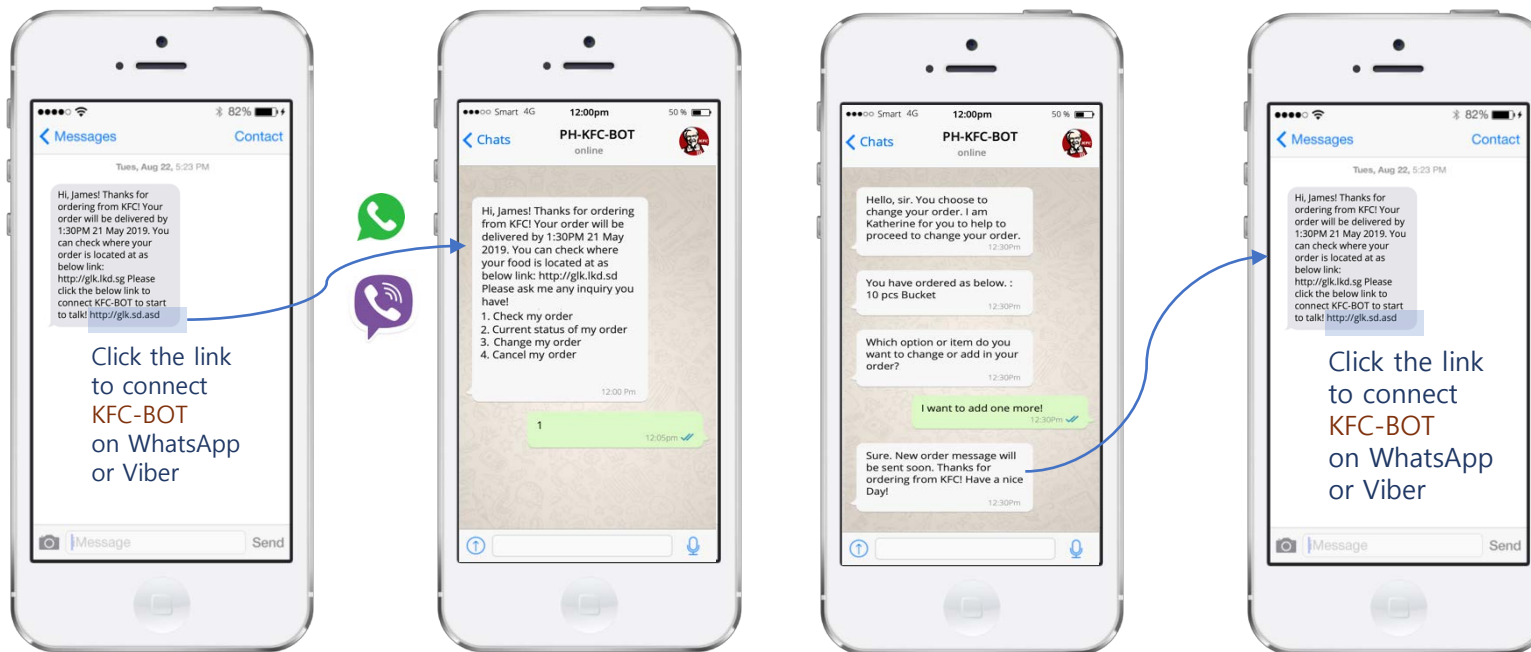 82%
Messages
Contact
Tues, Aug 22, 5:23 PM
Hi, James! Thanks for
ordering from KFC! Your
order will be delivered by
1:30PM 21 May 2019. You
can check where your
order is located at as
below link:
http://glk.lkd.sg Please
click the below link to
connect KFC-BOT to start
to talk! http://glk.sd.asd
Click the link
to connect
KFC-BOT
on WhatsApp
or Viber
iMessage
Send
Smart 4G
12:00pm
50 %
Chats
PH-KFC-BOT
online
KFC
Hi, James! Thanks for ordering
from KFC! Your order will be
delivered by 1:30PM 21 May
2019. You can check where
your food is located at as
below link: http://glk.lkd.sd
Please ask me any inquiry you
have!
1. Check my order
2. Current status of my order
3. Change my order
4. Cancel my order
12:00 Pm
1
12:05pm
Smart 4G
12:00pm
50 %
Chats
PH-KFC-BOT
online
KFC
Hello, sir. You choose to
change your order. I am
Katherine for you to help to
proceed to change your order.
12:30Pm
You have ordered as below. :
10 pcs Bucket
12:30Pm
Which option or item do you
want to change or add in your
order?
12:30Pm
I want to add one more!
12:30Pm
Sure. New order message will
be sent soon. Thanks for
ordering from KFC! Have a nice
Day!
12:30Pm
82%
Messages
Contact
Tues, Aug 22, 5:23 PM
Hi, James! Thanks for
ordering from KFC! Your
order will be delivered by
1:30PM 21 May 2019. You
can check where your
order is located at as
below link:
http://glk.lkd.sg Please
click the below link to
connect KFC-BOT to start
to talk! http://glk.sd.asd
Click the link
to connect
KFC-BOT
on WhatsApp
or Viber
iMessage
Send